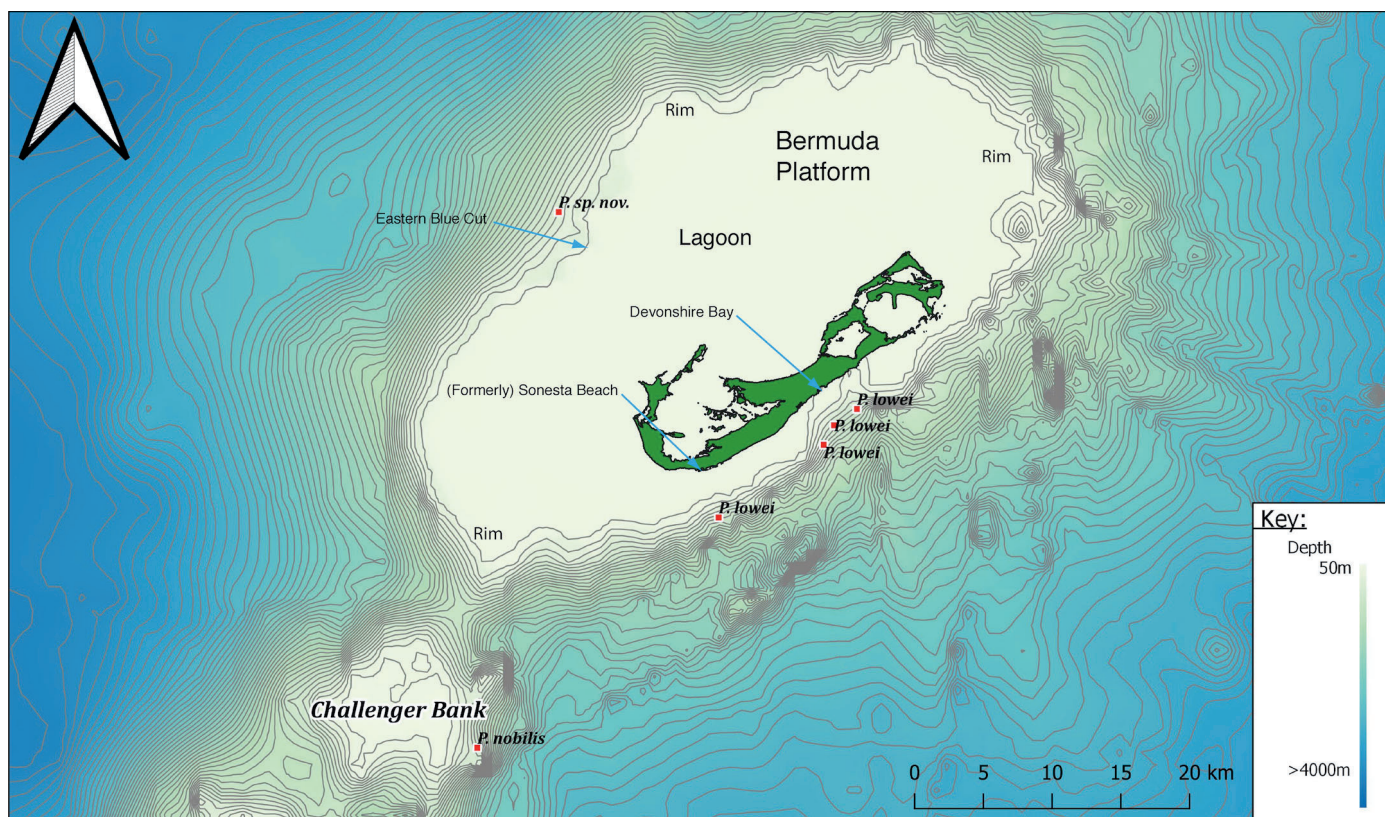 Rim
Bermuda
Platform
Rim
P. sp. nov.
Eastern Blue Cut
Lagoon
Devonshire Bay
(Formerly) Sonesta Beach
P. lowei
P. lowei
P. lowei
P. lowei
Rim
Challenger Bank
P. nobilis
0 5 10 15 20 km
Key:
Depth
50m
>4000m